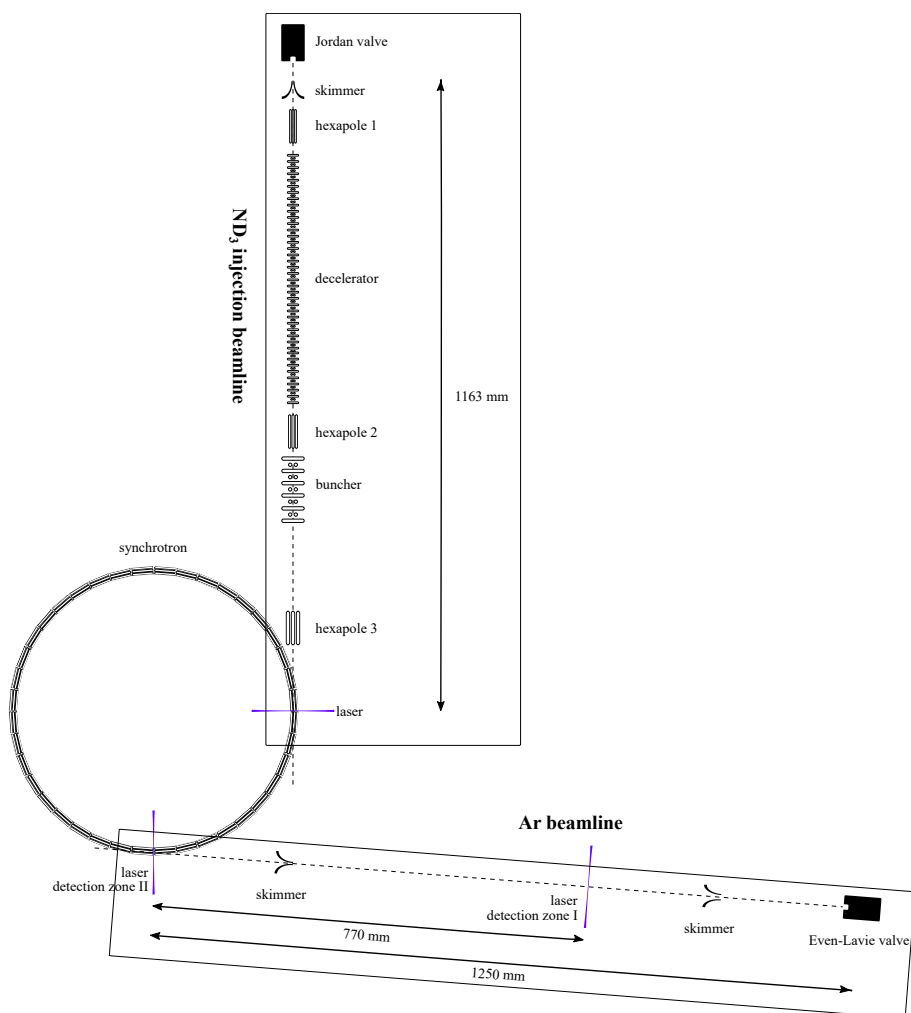 Jordan valve
skimmer
hexapole 1
ND₃ injection beamline
decelerator
1163 mm
hexapole 2
buncher
synchrotron
hexapole 3
laser
Ar beamline
laser
detection zone II
skimmer
laser
detection zone I
skimmer
770 mm
Even-Lavie valve
1250 mm